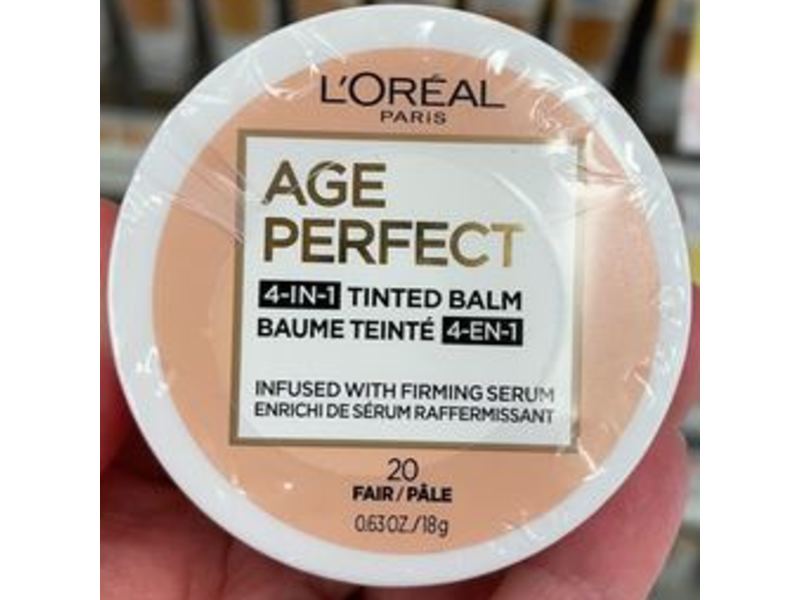 L'ORÉAL
PARIS
AGE
PERFECT
4-IN-1 TINTED BALM
BAUME TEINTÉ 4-EN-1
INFUSED WITH FIRMING SERUM
ENRICHI DE SÉRUM RAFFERMISSANT
20
FAIR / PÂLE
0.63 OZ./18g